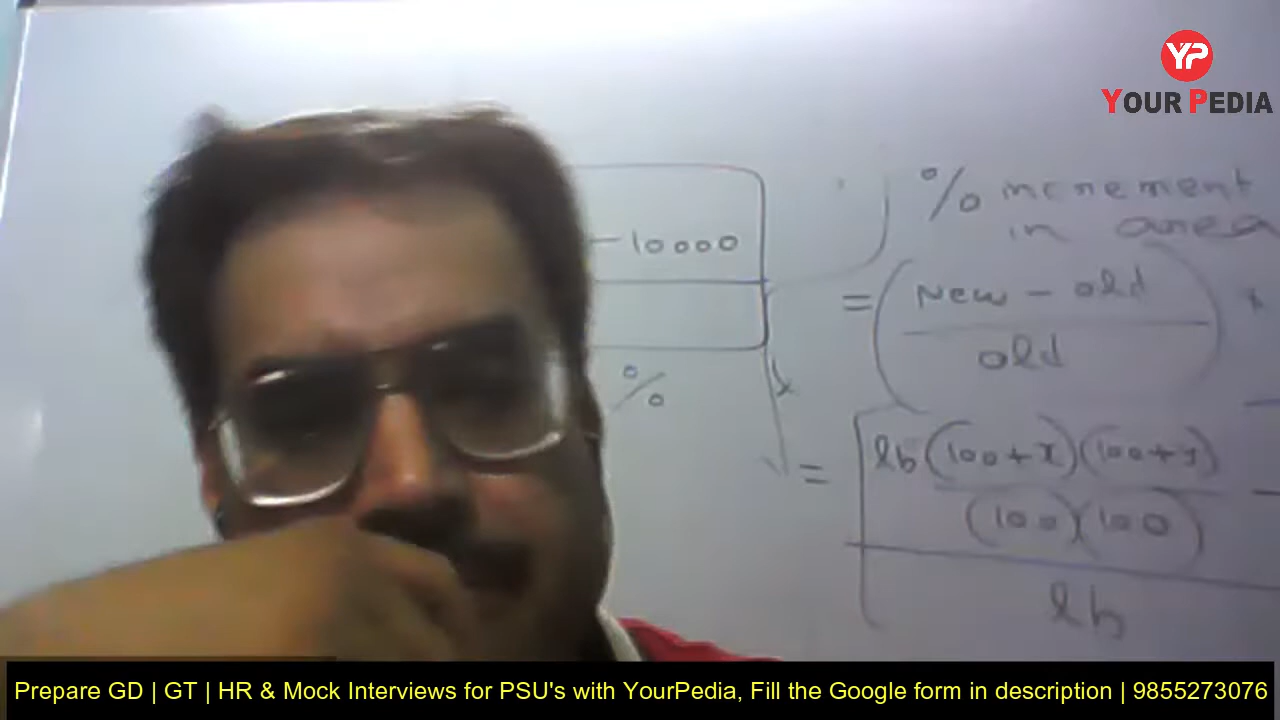 YP
YOUR PEDIA
% increment
in area
- 10000
= (New - old
old)
%
= [lb (100+x)(100+y)
(100)(100)
lb
Prepare GD | GT | HR & Mock Interviews for PSU's with YourPedia, Fill the Google form in description | 9855273076